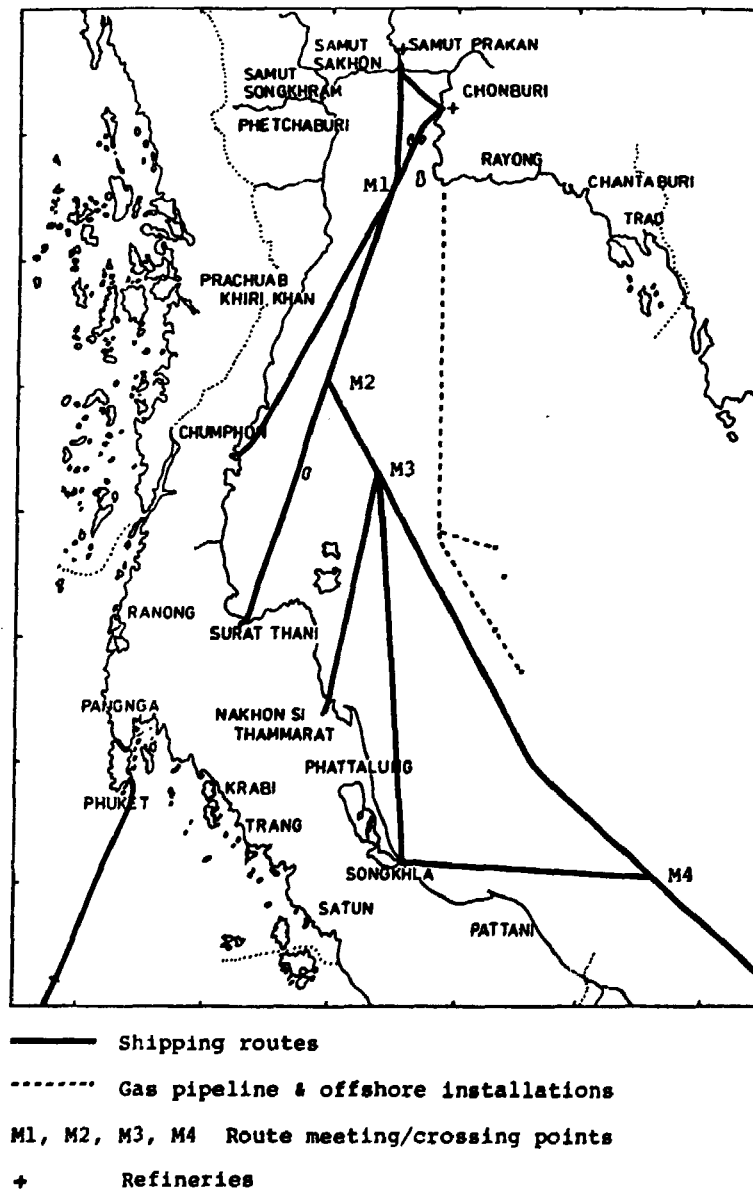 SAMUT
SAKHON
SAMUT PRAKAN
SAMUT
SONGKHRAM
CHONBURI
PHETCHABURI
RAYONG
M1
CHANTABURI
TRAD
PRACHUAB
KHIRI KHAN
M2
CHUMPHON
M3
RANONG
SURAT THANI
PANGNGA
NAKHON SI
THAMMARAT
PHATTALUNG
PHUKET
KRABI
TRANG
SONGKHLA
M4
SATUN
PATTANI
Shipping routes
Gas pipeline & offshore installations
M1, M2, M3, M4 Route meeting/crossing points
+ Refineries